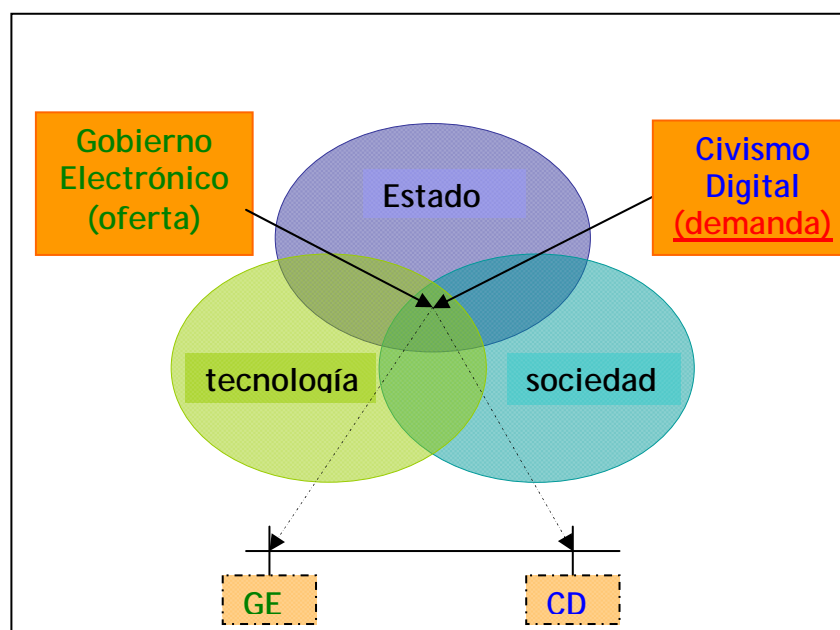 Gobierno
Electrónico
(oferta)
Estado
Civismo
Digital
(demanda)
tecnología
sociedad
GE
CD